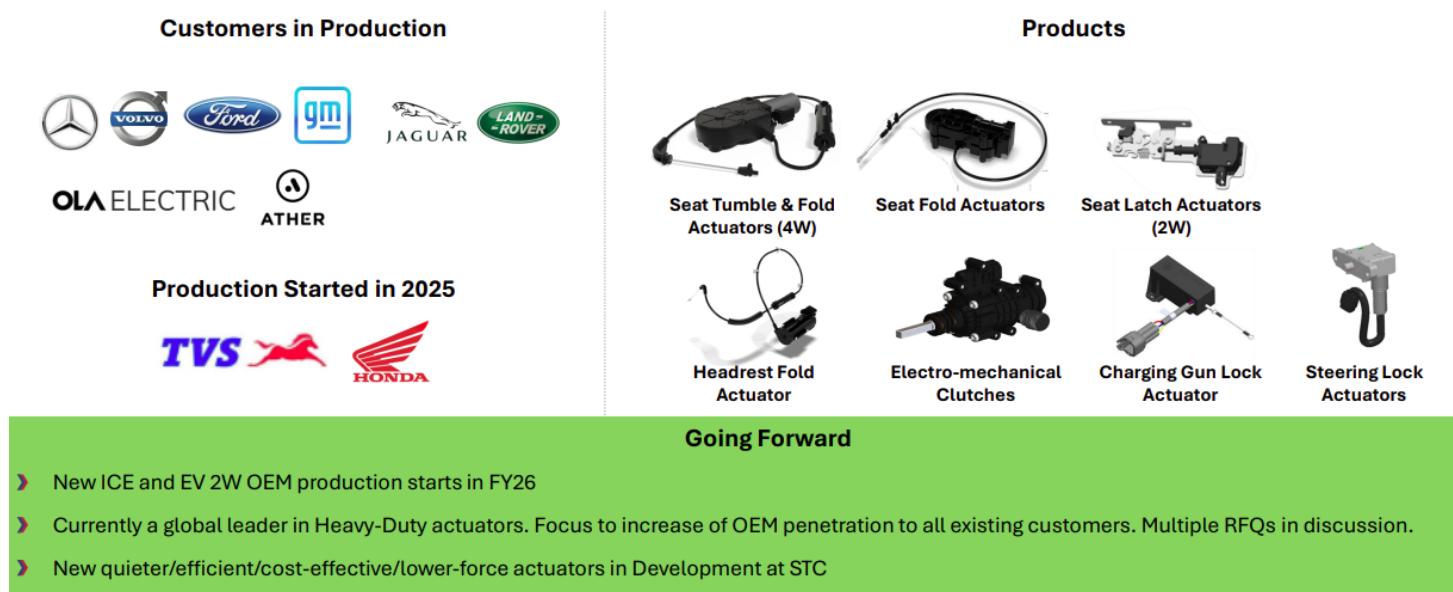 Customers in Production
VOLVO
Ford
gm
JAGUAR
LAND-
-ROVER
OLA ELECTRIC
ATHER
Production Started in 2025
TVS
HONDA
Products
Seat Tumble & Fold
Actuators (4W)
Seat Fold Actuators
Seat Latch Actuators
(2W)
Headrest Fold
Actuator
Electro-mechanical
Clutches
Charging Gun Lock
Actuator
Steering Lock
Actuators
Going Forward
New ICE and EV 2W OEM production starts in FY26
Currently a global leader in Heavy-Duty actuators. Focus to increase of OEM penetration to all existing customers. Multiple RFQs in discussion.
New quieter/efficient/cost-effective/lower-force actuators in Development at STC